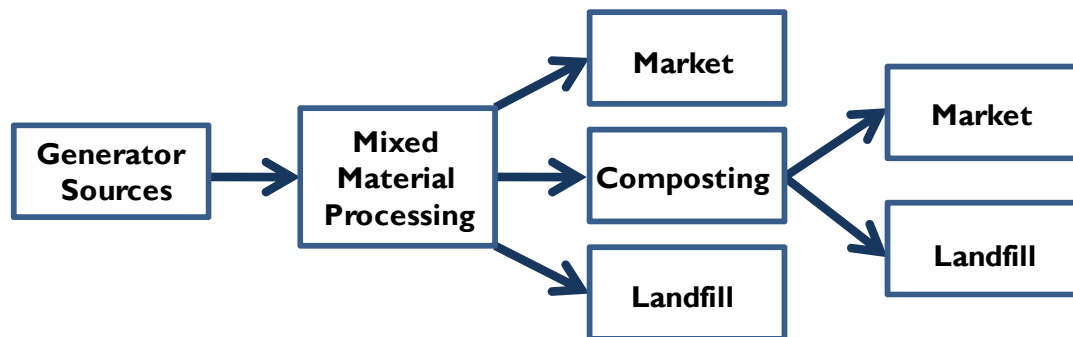 Generator
Sources
Mixed
Material
Processing
Market
Composting
Landfill
Market
Landfill